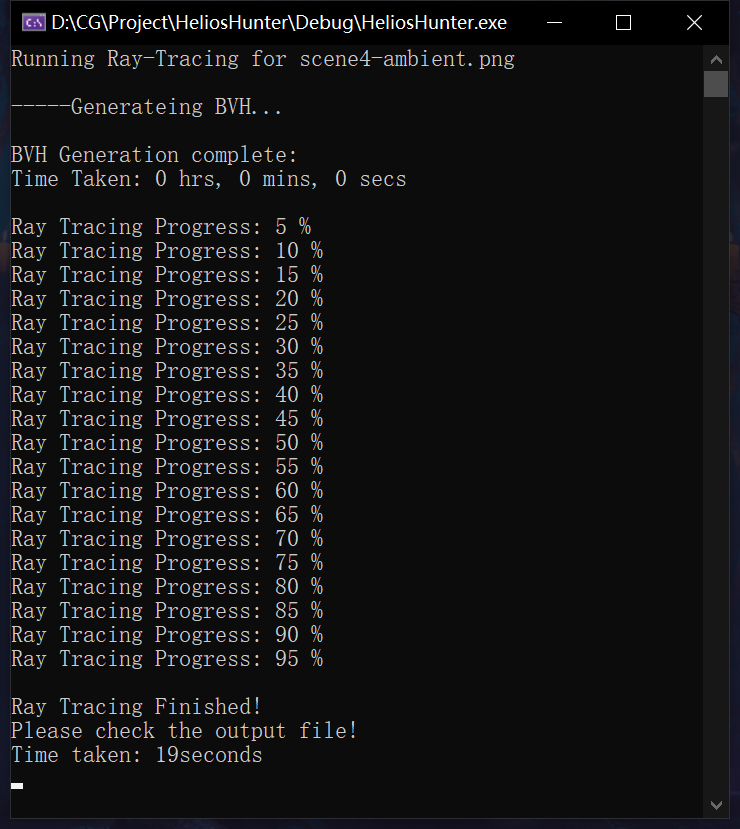 D:\CG\Project\HeliosHunter\Debug\HeliosHunter.exe
Running Ray-Tracing for scene4-ambient.png
-----Generateing BVH...
BVH Generation complete:
Time Taken: 0 hrs, 0 mins, 0 secs
Ray Tracing Progress: 5 %
Ray Tracing Progress: 10 %
Ray Tracing Progress: 15 %
Ray Tracing Progress: 20 %
Ray Tracing Progress: 25 %
Ray Tracing Progress: 30 %
Ray Tracing Progress: 35 %
Ray Tracing Progress: 40 %
Ray Tracing Progress: 45 %
Ray Tracing Progress: 50 %
Ray Tracing Progress: 55 %
Ray Tracing Progress: 60 %
Ray Tracing Progress: 65 %
Ray Tracing Progress: 70 %
Ray Tracing Progress: 75 %
Ray Tracing Progress: 80 %
Ray Tracing Progress: 85 %
Ray Tracing Progress: 90 %
Ray Tracing Progress: 95 %
Ray Tracing Finished!
Please check the output file!
Time taken: 19seconds